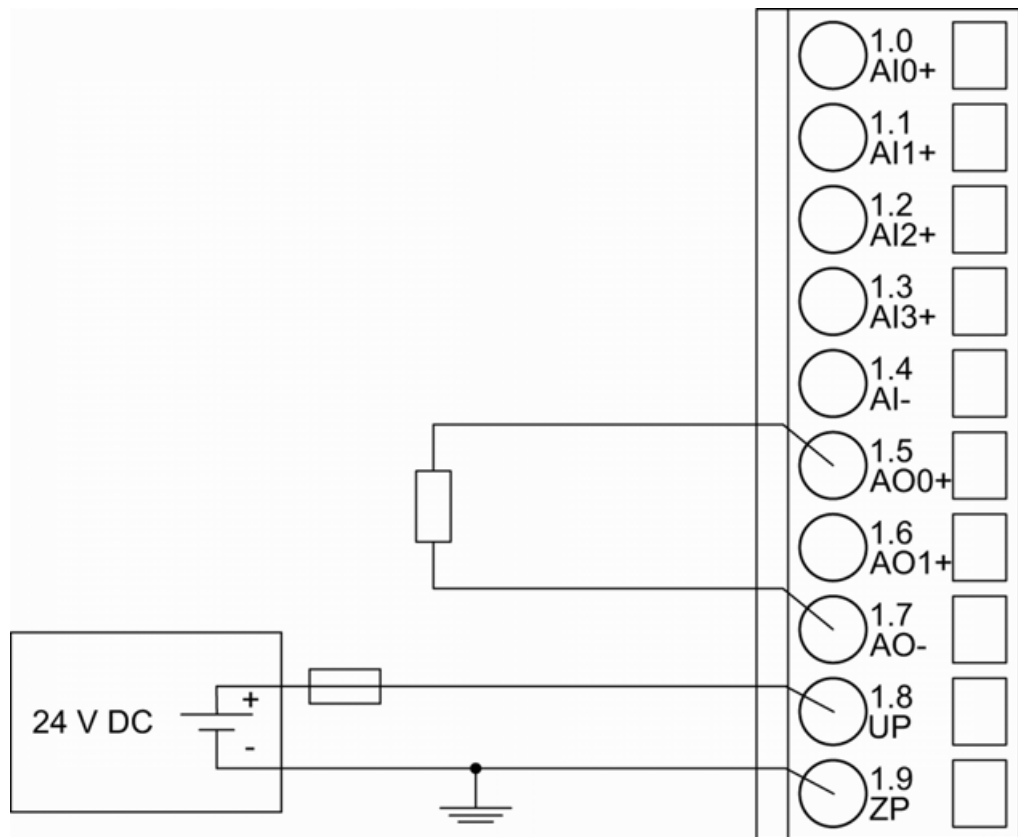 1.0
AI0+
1.1
AI1+
1.2
AI2+
1.3
AI3+
1.4
AI-
1.5
AO0+
1.6
AO1+
1.7
AO-
+
24 V DC
-
1.8
UP
1.9
ZP